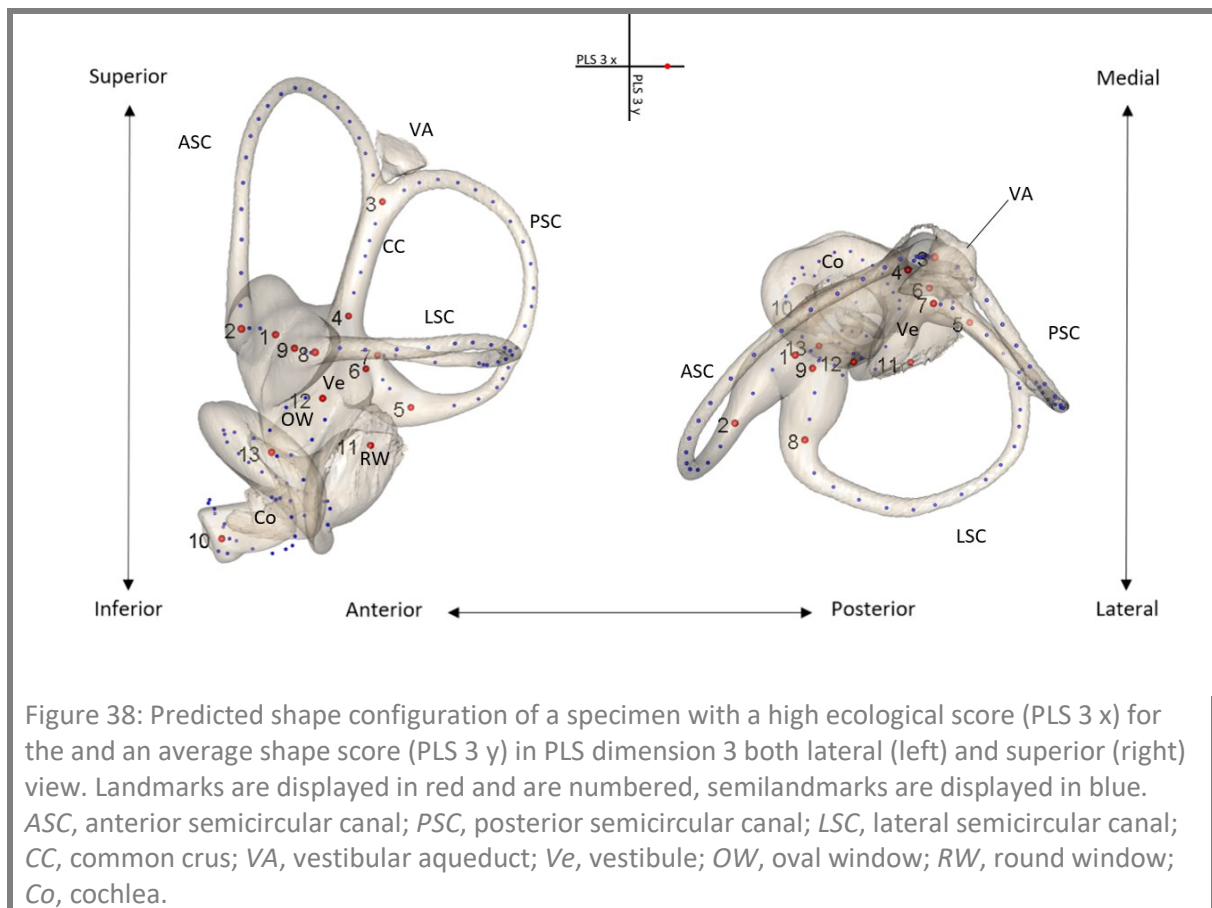 PLS 3 x
PLS 3 y
Superior
Medial
ASC
VA
3
PSC
CC
4
LSC
2
1
9
8
6
Ve
12
OW
5
13
11
RW
Co
10
VA
Co
3
4
6
10
7
5
Ve
PSC
13
1
12
11
ASC
9
2
8
LSC
Inferior
Anterior
Posterior
Lateral
Figure 38: Predicted shape configuration of a specimen with a high ecological score (PLS 3 x) for
the and an average shape score (PLS 3 y) in PLS dimension 3 both lateral (left) and superior (right)
view. Landmarks are displayed in red and are numbered, semilandmarks are displayed in blue.
ASC, anterior semicircular canal; PSC, posterior semicircular canal; LSC, lateral semicircular canal;
CC, common crus; VA, vestibular aqueduct; Ve, vestibule; OW, oval window; RW, round window;
Co, cochlea.